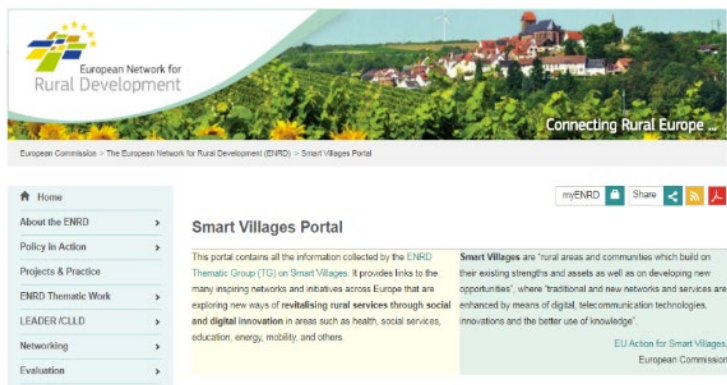 European Network for
Rural Development
Connecting Rural Europe ...
European Commission > The European Network for Rural Development (ENRD) > Smart Villages Portal
Home
About the ENRD
Policy in Action
Projects & Practice
ENRD Thematic Work
LEADER /CLLD
Networking
Evaluation
myENRD
Share
Smart Villages Portal
This portal contains all the information collected by the ENRD
Thematic Group (TG) on Smart Villages. It provides links to the
many inspiring networks and initiatives across Europe that are
exploring new ways of revitalising rural services through social
and digital innovation in areas such as health, social services,
education, energy, mobility, and others.
Smart Villages are "rural areas and communities which build on
their existing strengths and assets as well as on developing new
opportunities", where "traditional and new networks and services are
enhanced by means of digital, telecommunication technologies,
innovations and the better use of knowledge".
EU Action for Smart Villages,
European Commission